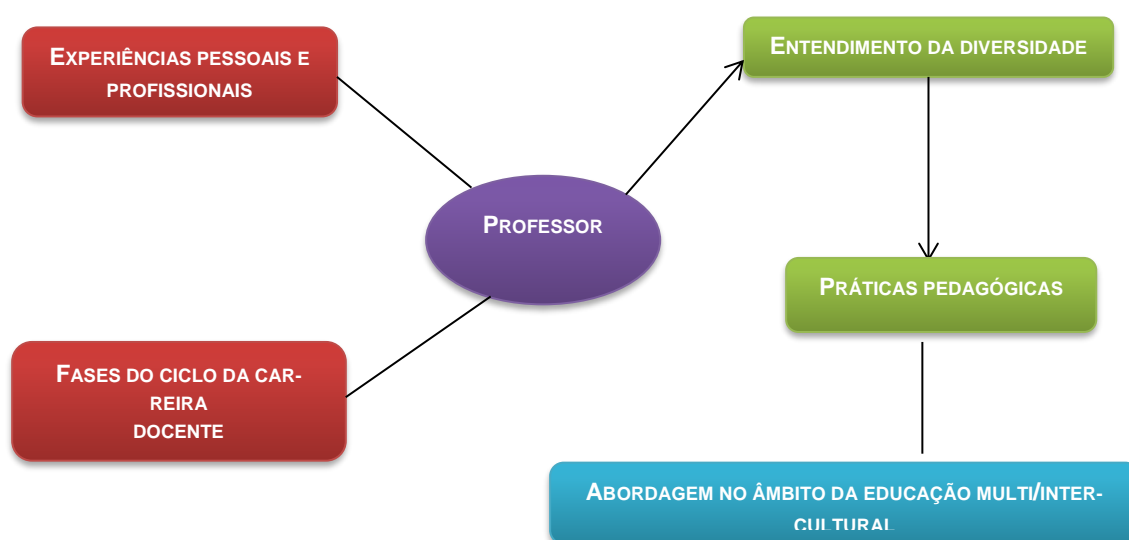 EXPERIÊNCIAS PESSOAIS E
PROFISSIONAIS
ENTENDIMENTO DA DIVERSIDADE
PROFESSOR
PRÁTICAS PEDAGÓGICAS
FASES DO CICLO DA CAR-
REIRA
DOCENTE
ABORDAGEM NO ÂMBITO DA EDUCAÇÃO MULTI/INTER-
CULTURAL